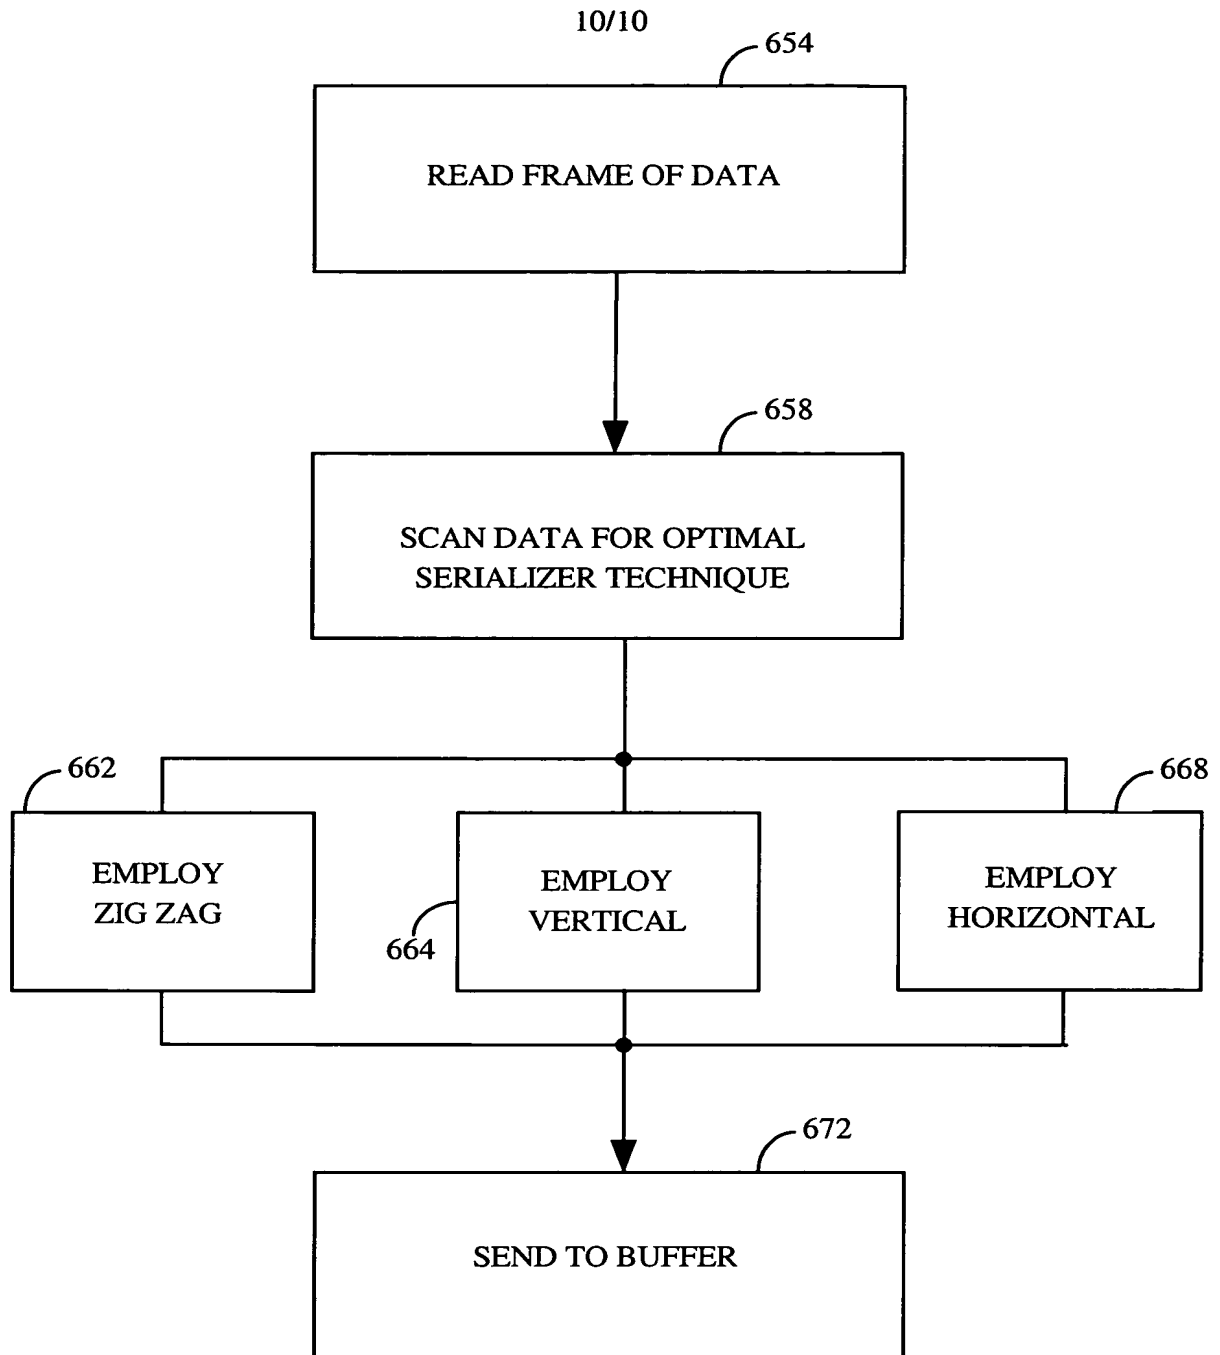 10/10
654
READ FRAME OF DATA
658
SCAN DATA FOR OPTIMAL
SERIALIZER TECHNIQUE
662
668
EMPLOY
ZIG ZAG
664
EMPLOY
VERTICAL
EMPLOY
HORIZONTAL
672
SEND TO BUFFER